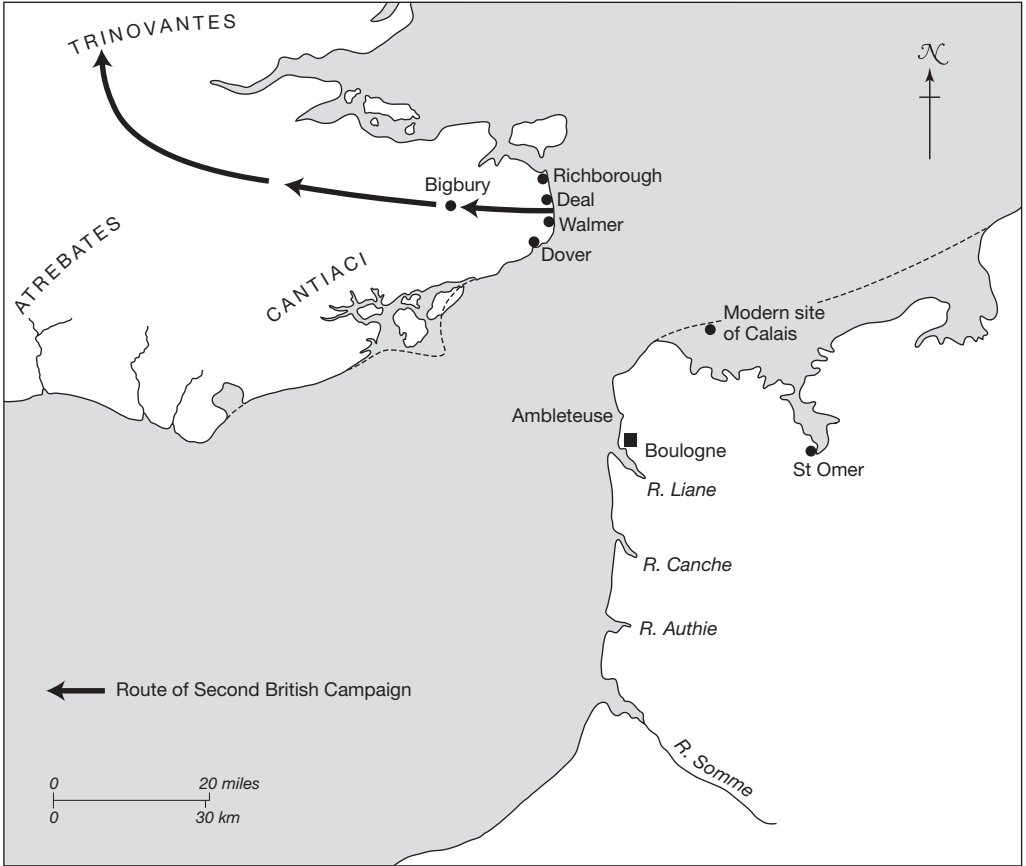 TRINOVANTES
N
Richborough
Bigbury
Deal
Walmer
Dover
ATREBATES
CANTIACI
Modern site
of Calais
Ambleteuse
Boulogne
St Omer
R. Liane
R. Canche
R. Authie
Route of Second British Campaign
R. Somme
0 20 miles
0 30 km